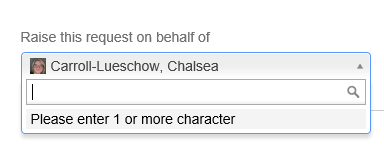 Raise this request on behalf of
Carroll-Lueschow, Chalsea
Please enter 1 or more character